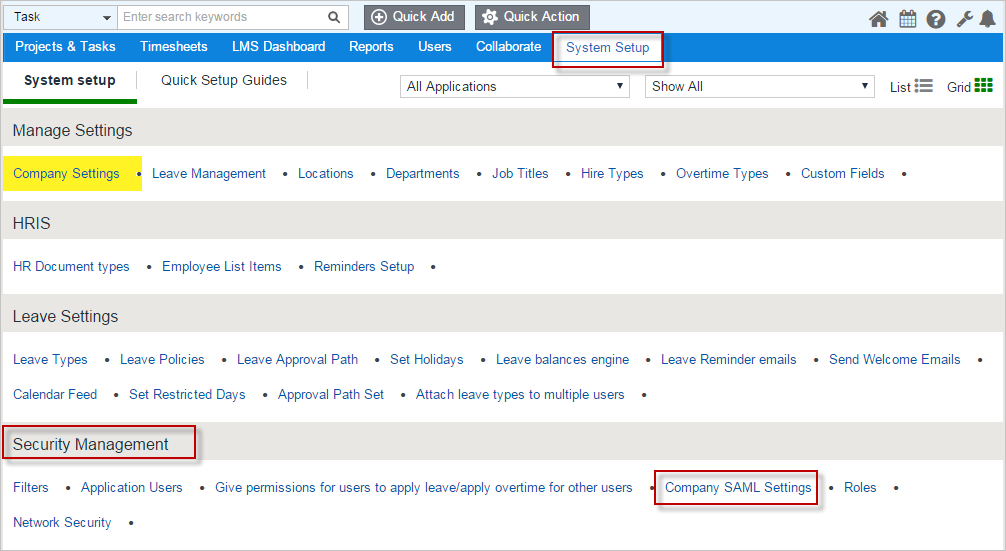 Task Enter search keywords Quick Add Quick Action
Projects & Tasks Timesheets LMS Dashboard Reports Users Collaborate System Setup
System setup Quick Setup Guides All Applications Show All List Grid
Manage Settings
Company Settings • Leave Management • Locations • Departments • Job Titles • Hire Types • Overtime Types • Custom Fields •
HRIS
HR Document types • Employee List Items • Reminders Setup •
Leave Settings
Leave Types • Leave Policies • Leave Approval Path • Set Holidays • Leave balances engine • Leave Reminder emails • Send Welcome Emails •
Calendar Feed • Set Restricted Days • Approval Path Set • Attach leave types to multiple users •
Security Management
Filters • Application Users • Give permissions for users to apply leave/apply overtime for other users • Company SAML Settings • Roles •
Network Security •